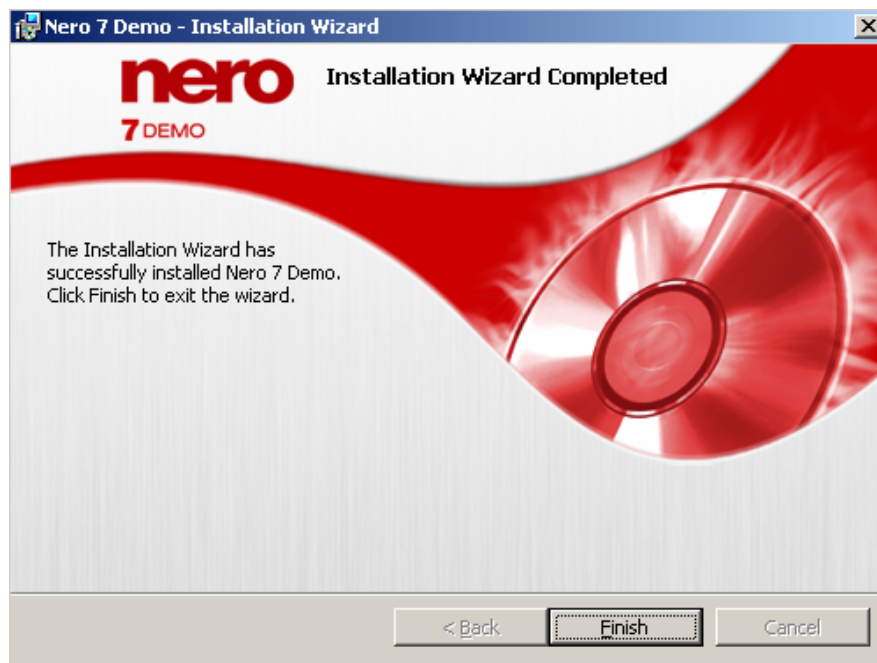 Nero 7 Demo - Installation Wizard
nero
7 DEMO
Installation Wizard Completed
The Installation Wizard has
successfully installed Nero 7 Demo.
Click Finish to exit the wizard.
< Back
Finish
Cancel